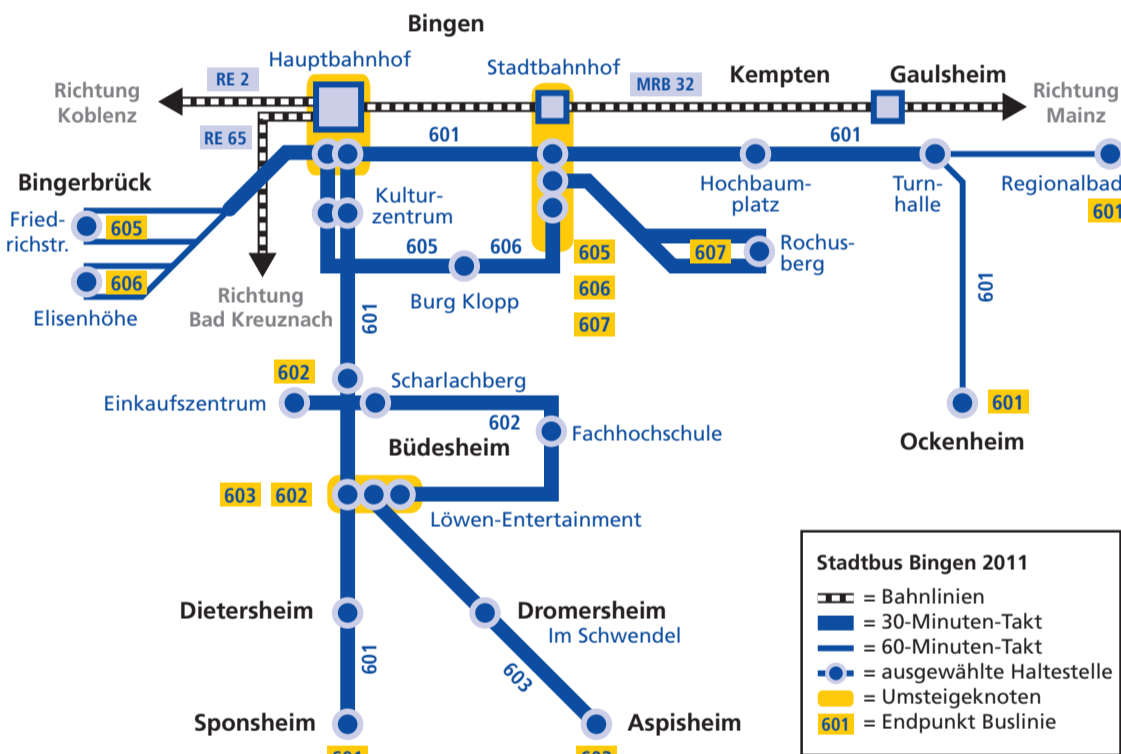 Bingen
Hauptbahnhof
Stadtbahnhof
RE 2
MRB 32
Kempten
Gaulsheim
Richtung
Koblenz
Richtung
Mainz
RE 65
601
601
Bingerbrück
Fried-
richstr.
605
606
Elisenhöhe
Kultur-
zentrum
Hochbaum-
platz
Turn-
halle
Regionalbad
601
605
606
Burg Klopp
605
606
607
607
Rochus-
berg
Richtung
Bad Kreuznach
601
601
602
Scharlachberg
Einkaufszentrum
602
Fachhochschule
601
Ockenheim
Büdesheim
603
602
Löwen-Entertainment
Dietersheim
Dromersheim
Im Schwendel
601
603
Sponsheim
Aspisheim
601
Stadtbus Bingen 2011
= Bahnlinien
= 30-Minuten-Takt
= 60-Minuten-Takt
= ausgewählte Haltestelle
= Umsteigeknoten
601 = Endpunkt Buslinie